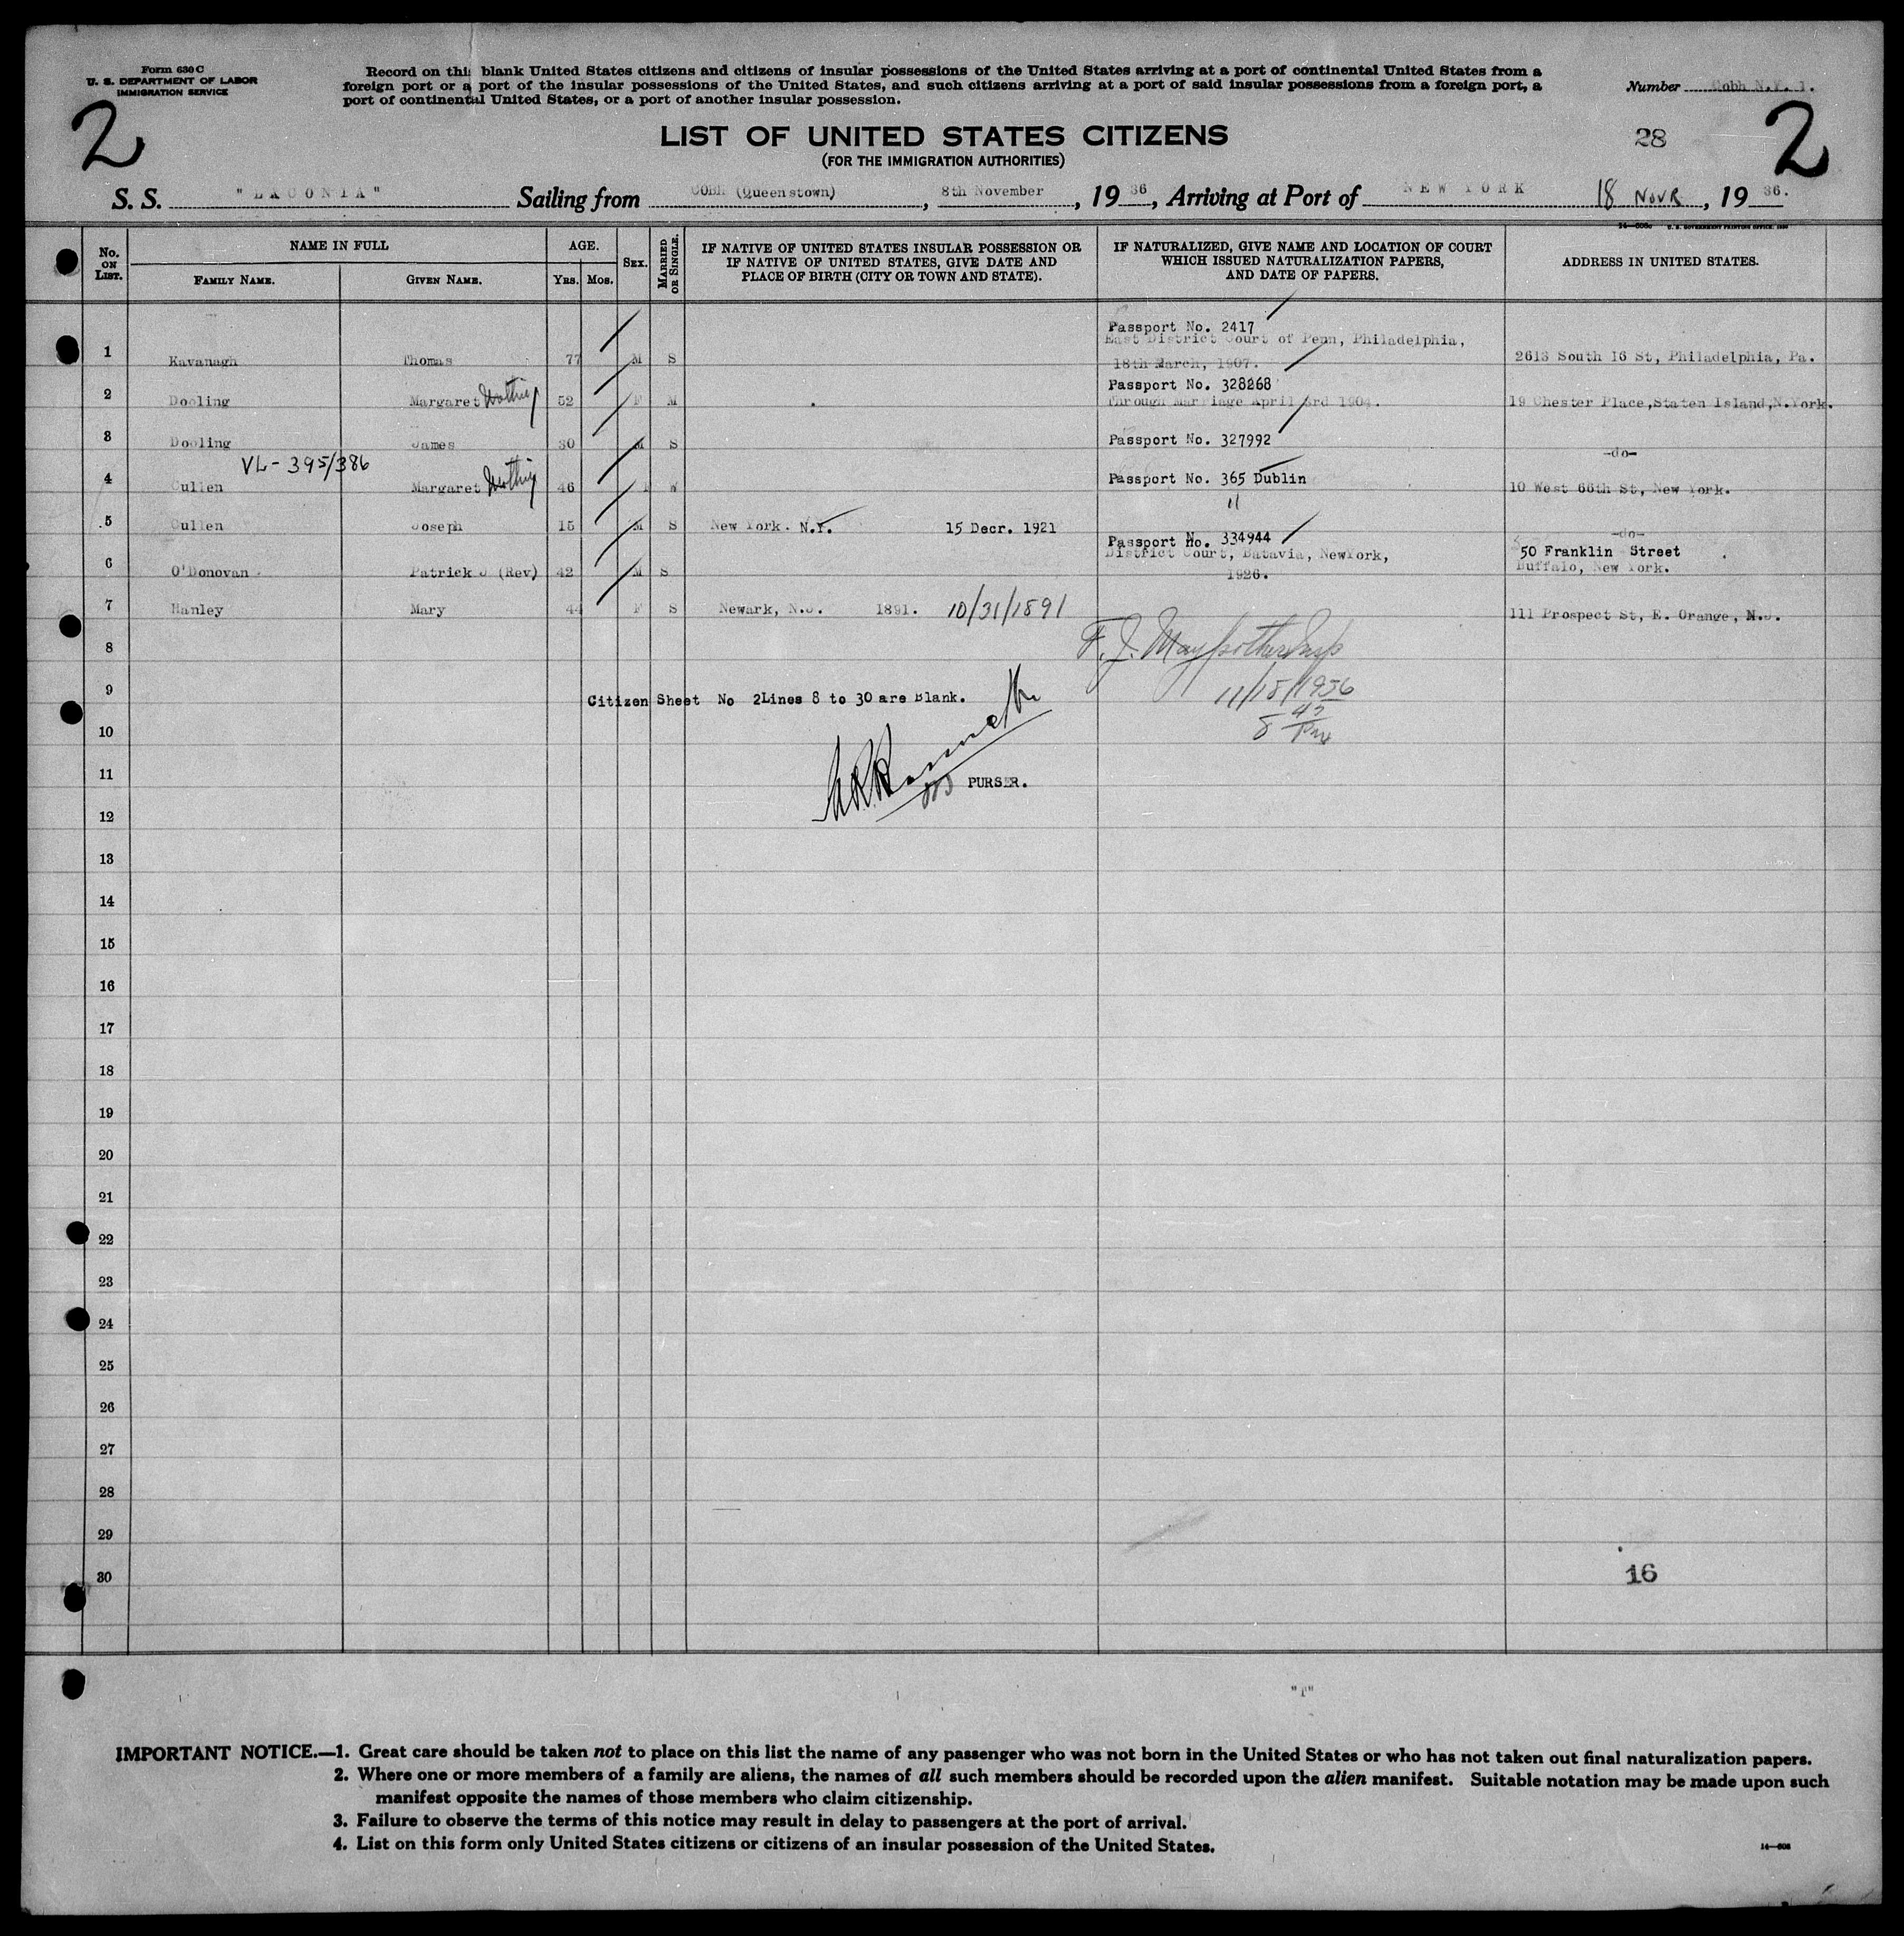 Form 630 C
U. S. DEPARTMENT OF LABOR
IMMIGRATION SERVICE
Record on this blank United States citizens and citizens of insular possessions of the United States arriving at a port of continental United States from a
foreign port or a port of the insular possessions of the United States, and such citizens arriving at a port of said insular possessions from a foreign port, a
port of continental United States, or a port of another insular possession.
Number Cobh N.Y. 1.
2
LIST OF UNITED STATES CITIZENS
28
2
(FOR THE IMMIGRATION AUTHORITIES)
S. S. "LACONIA" Sailing from COBH (Queenstown), 8th November, 1936, Arriving at Port of NEW YORK 18 NOVR, 1936.
No. ON LIST.
NAME IN FULL
FAMILY NAME.
GIVEN NAME.
AGE.
YRS.
MOS.
SEX.
MARRIED OR SINGLE.
IF NATIVE OF UNITED STATES INSULAR POSSESSION OR
IF NATIVE OF UNITED STATES, GIVE DATE AND
PLACE OF BIRTH (CITY OR TOWN AND STATE).
IF NATURALIZED, GIVE NAME AND LOCATION OF COURT
WHICH ISSUED NATURALIZATION PAPERS,
AND DATE OF PAPERS.
ADDRESS IN UNITED STATES.
Passport No. 2417
East District Court of Penn, Philadelphia,
1 Kavanagh Thomas 77 M S 18th March, 1907. 2613 South 16 St, Philadelphia, Pa.
Passport No. 328268
2 Dooling Margaret 52 F M Through Marriage April 3rd 1904. 19 Chester Place, Staten Island, N.York.
3 Dooling James 30 M S Passport No. 327992 -do-
VL-395/386
4 Cullen Margaret 46 F W Passport No. 365 Dublin 10 West 66th St, New York.
"
5 Cullen Joseph 15 M S New York. N.Y. 15 Decr. 1921 -do-
Passport No. 334944
District Court, Batavia, NewYork, 50 Franklin Street
6 O'Donovan Patrick J (Rev) 42 M S 1926. Buffalo, New York.
7 Hanley Mary 44 F S Newark, N.J. 1891. 10/31/1891 111 Prospect St, E. Orange, N.J.
8
9 Citizen Sheet No 2 Lines 8 to 30 are Blank.
11/18/1936
8 45 PM
10
11 PURSER.
12
13
14
15
16
17
18
19
20
21
22
23
24
25
26
27
28
29
30
16
IMPORTANT NOTICE.—1. Great care should be taken not to place on this list the name of any passenger who was not born in the United States or who has not taken out final naturalization papers.
2. Where one or more members of a family are aliens, the names of all such members should be recorded upon the alien manifest. Suitable notation may be made upon such
manifest opposite the names of those members who claim citizenship.
3. Failure to observe the terms of this notice may result in delay to passengers at the port of arrival.
4. List on this form only United States citizens or citizens of an insular possession of the United States.